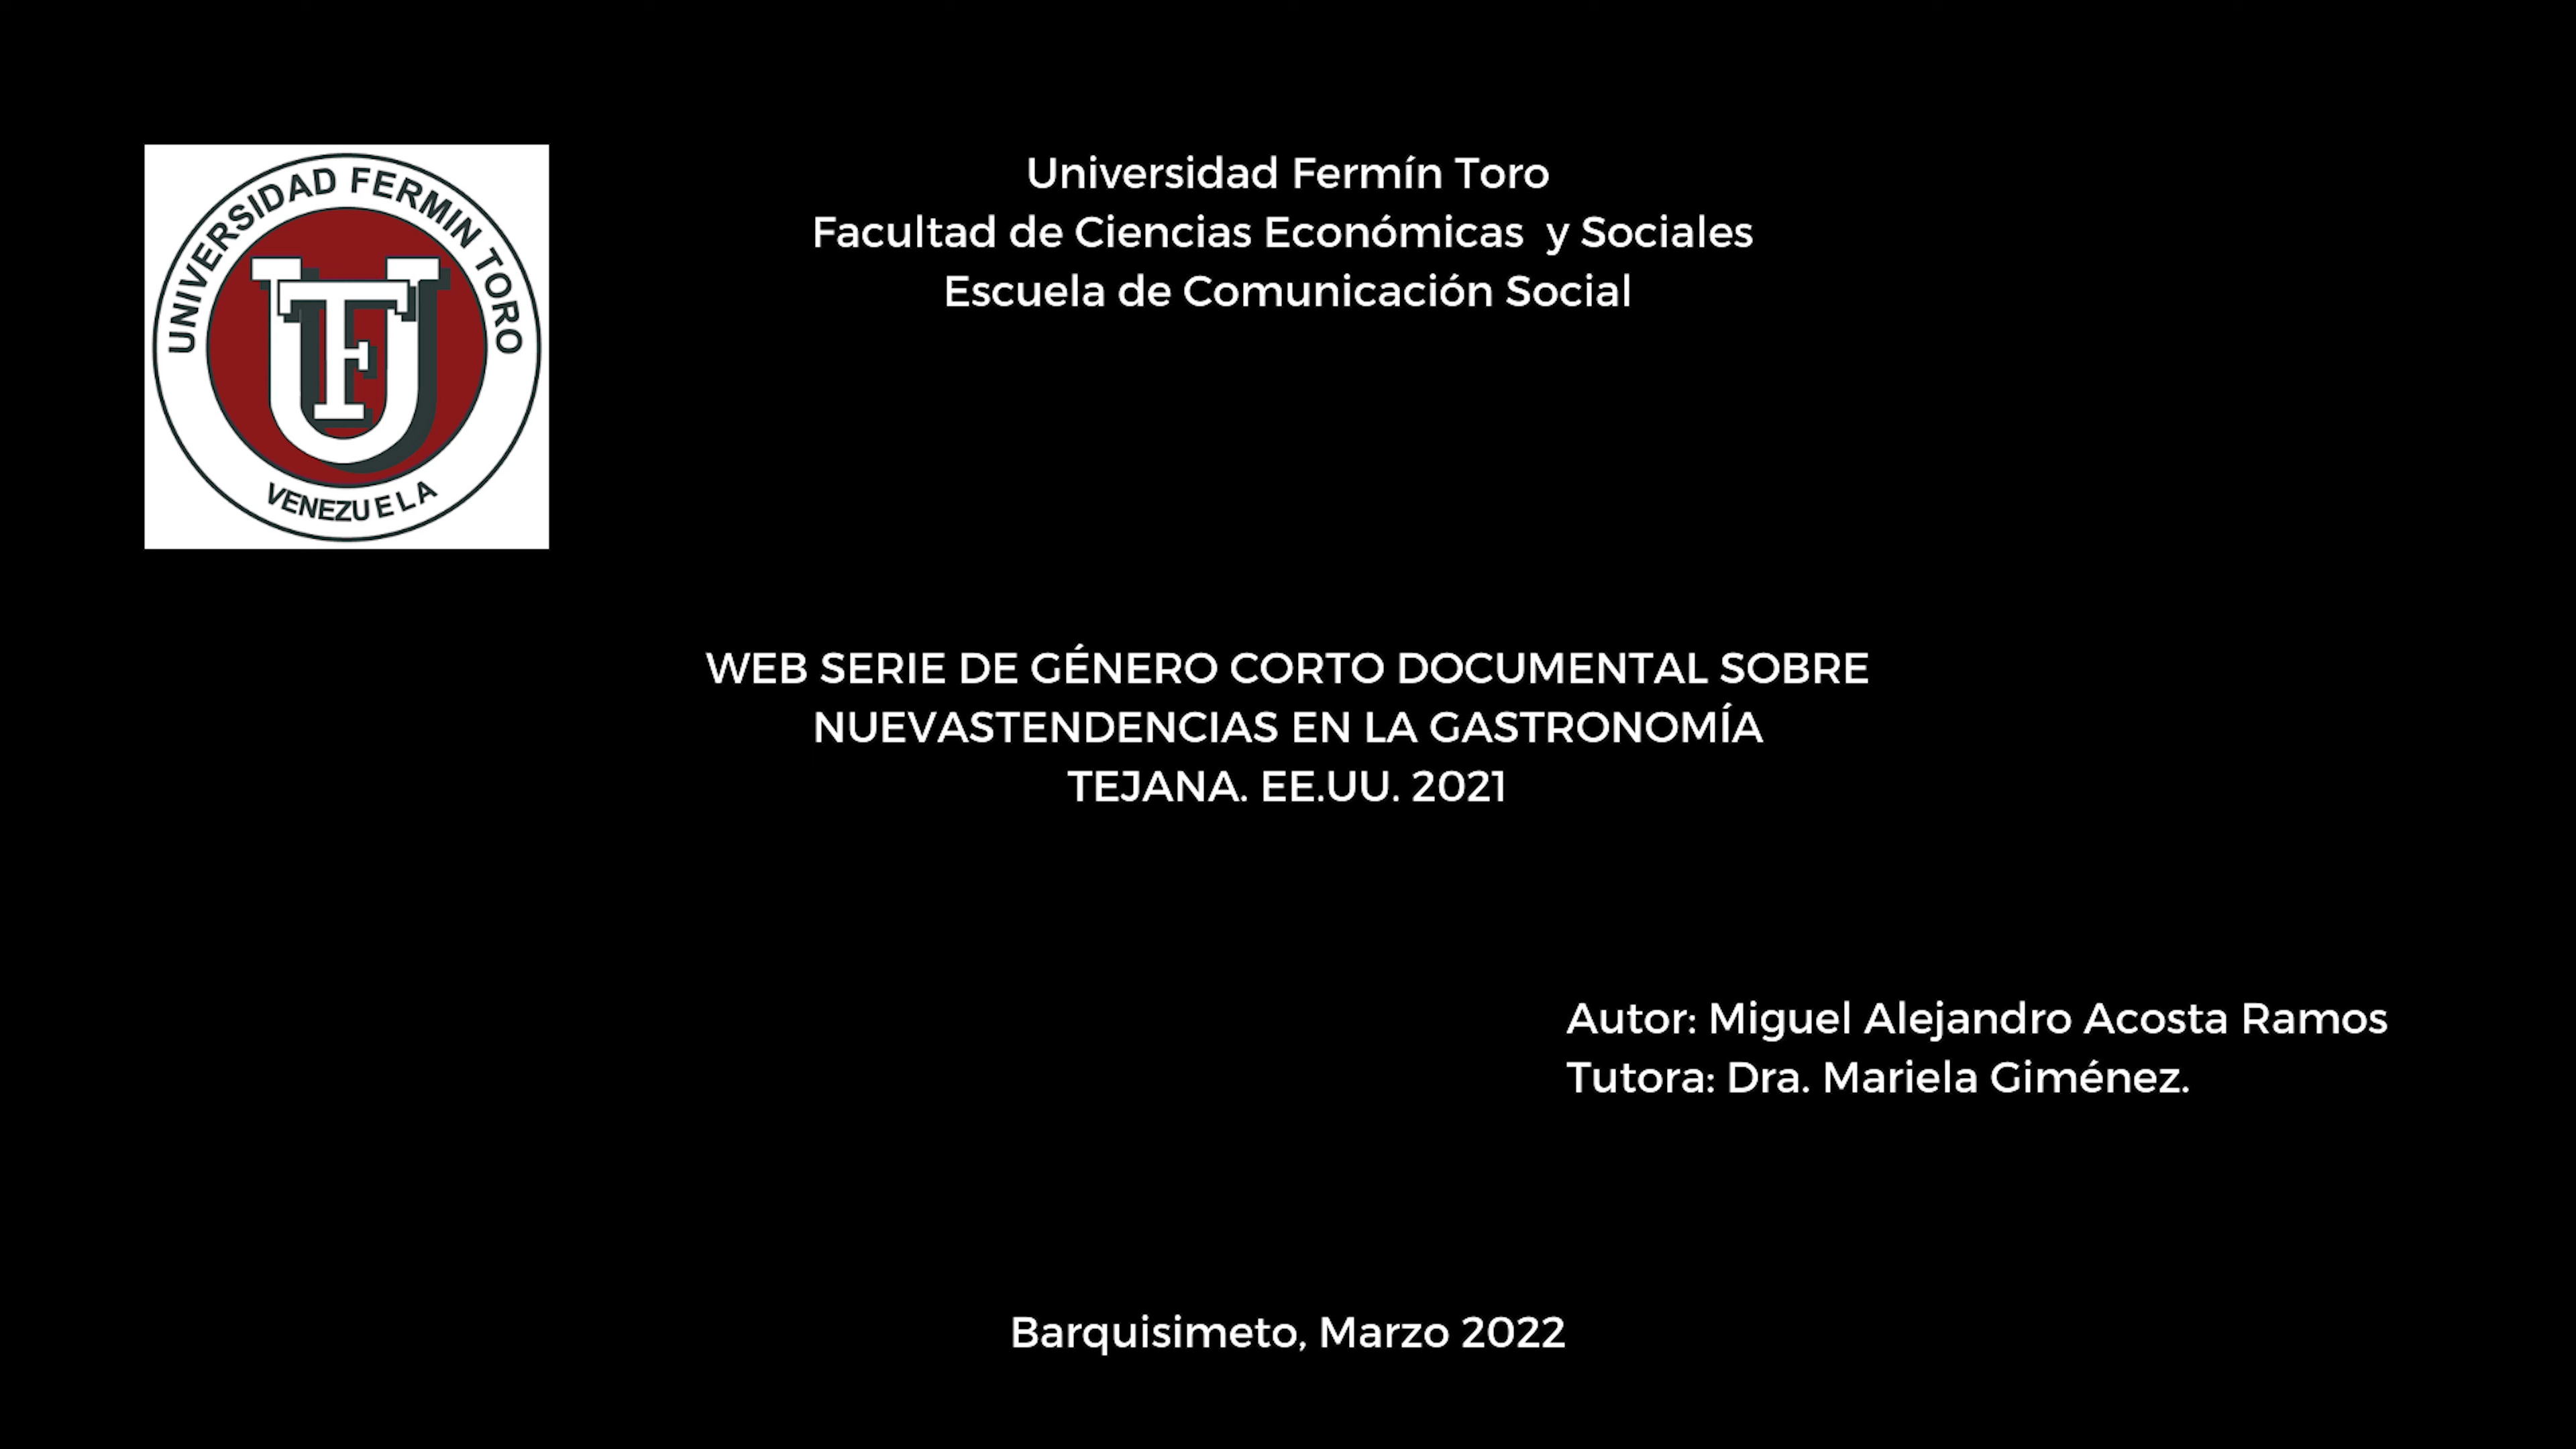 UNIVERSIDAD FERMIN TORO
UFT
VENEZUELA
Universidad Fermín Toro
Facultad de Ciencias Económicas  y Sociales
Escuela de Comunicación Social
WEB SERIE DE GÉNERO CORTO DOCUMENTAL SOBRE
NUEVASTENDENCIAS EN LA GASTRONOMÍA
TEJANA. EE.UU. 2021
Autor: Miguel Alejandro Acosta Ramos
Tutora: Dra. Mariela Giménez.
Barquisimeto, Marzo 2022